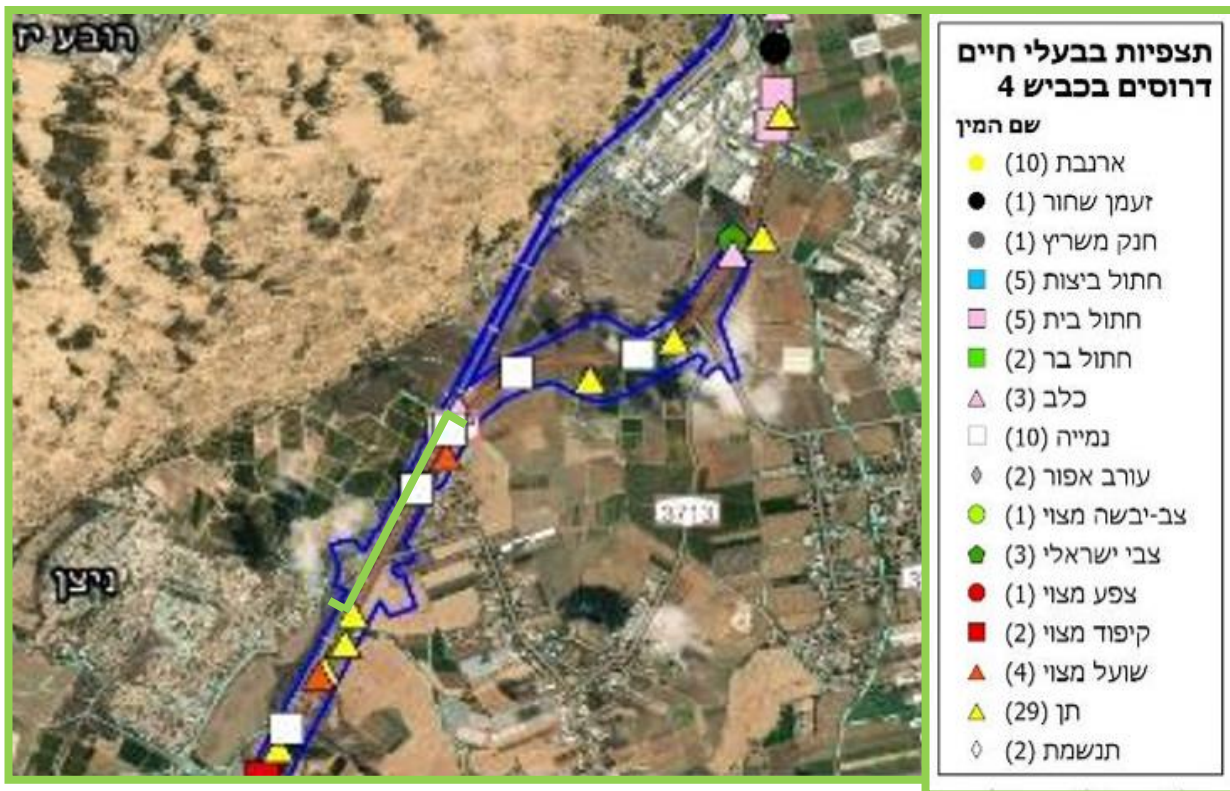 רובע יז
3713
ניצן
תצפיות בבעלי חיים
דרוסים בכביש 4
שם המין
ארנבת (10)
זעמן שחור (1)
חנק משריץ (1)
חתול ביצות (5)
חתול בית (5)
חתול בר (2)
כלב (3)
נמייה (10)
עורב אפור (2)
צב-יבשה מצוי (1)
צבי ישראלי (3)
צפע מצוי (1)
קיפוד מצוי (2)
שועל מצוי (4)
תן (29)
תנשמת (2)